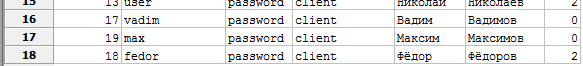 15 13 user password client Николай Николаев 2
16 17 vadim password client Вадим Вадимов 0
17 19 max password client Максим Максимов 0
18 18 fedor password client Фёдор Фёдоров 2